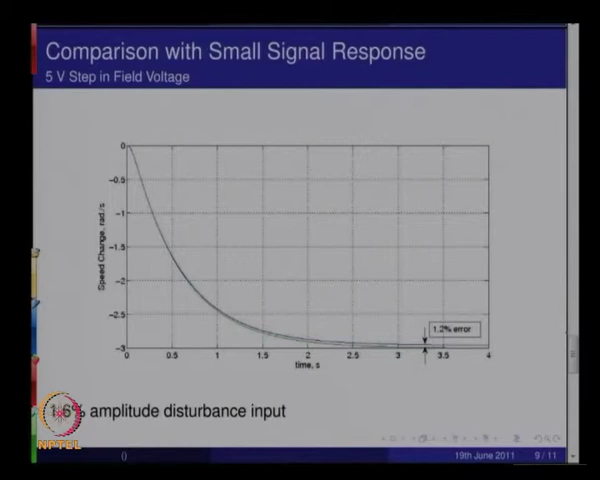 Comparison with Small Signal Response
5 V Step in Field Voltage
0
-0.5
-1
-1.5
-2
-2.5
-3
Speed Change, rad./s
1.2% error
0 0.5 1 1.5 2 2.5 3 3.5 4
time, s
1.6% amplitude disturbance input
NPTEL
()
19th June 2011 9 / 11